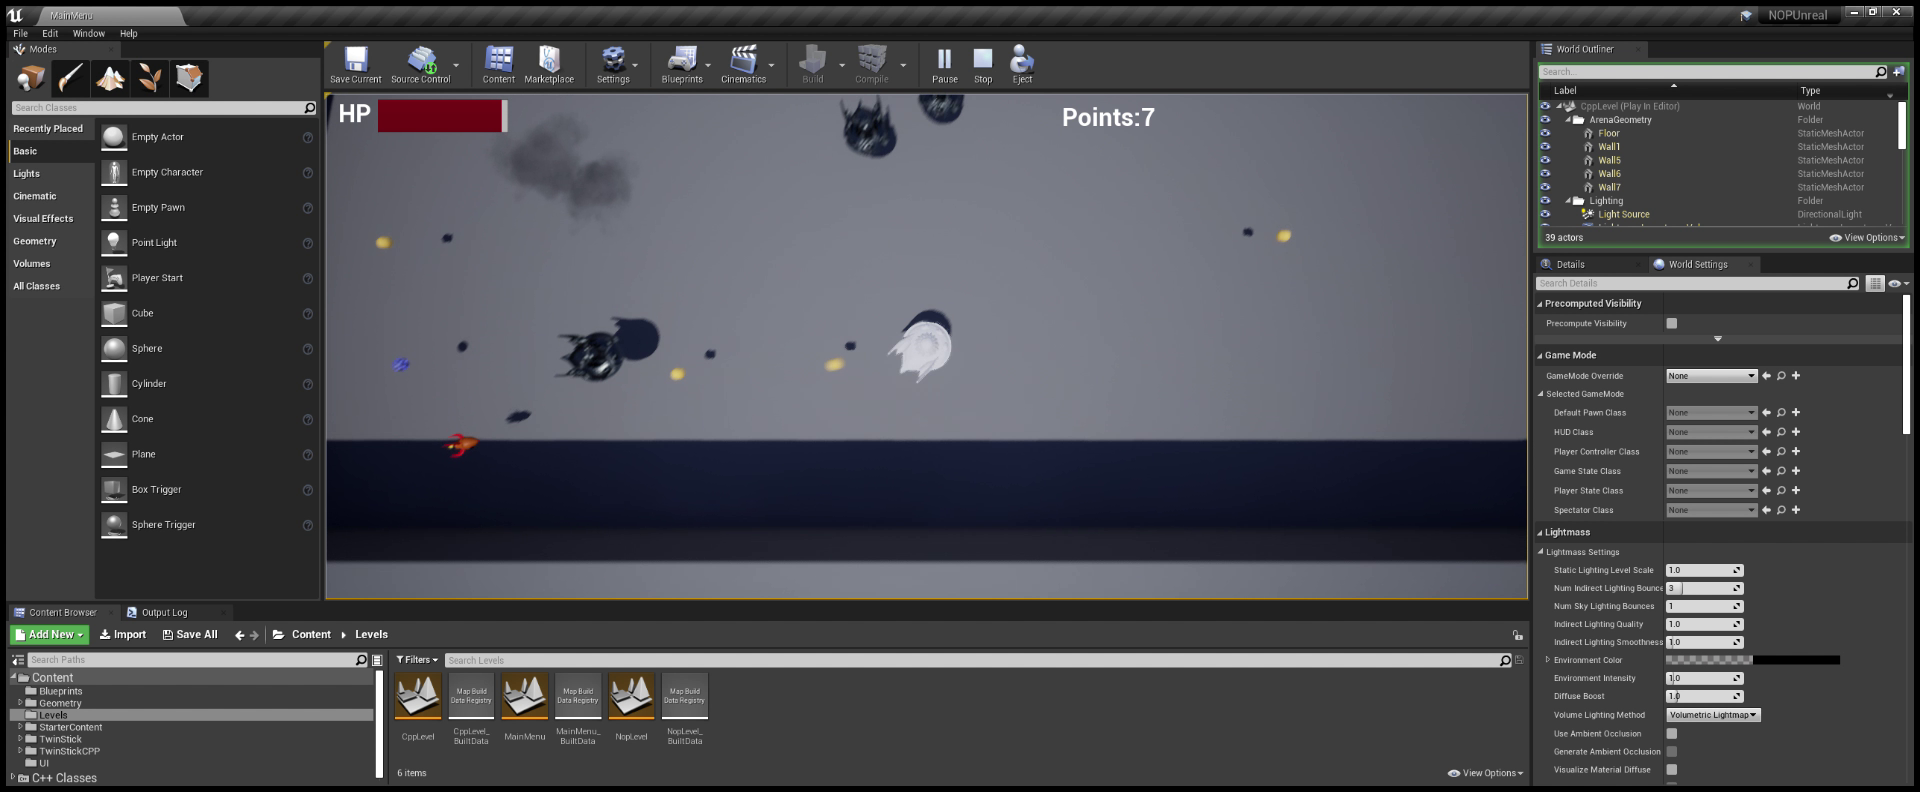 MainMenu
NOPUnreal
File Edit Window Help
Modes
Search Classes
Recently Placed
Basic
Lights
Cinematic
Visual Effects
Geometry
Volumes
All Classes
Empty Actor
Empty Character
Empty Pawn
Point Light
Player Start
Cube
Sphere
Cylinder
Cone
Plane
Box Trigger
Sphere Trigger
Save Current Source Control Content Marketplace Settings Blueprints Cinematics Build Compile Pause Stop Eject
HP
Points:7
World Outliner
Search...
Label Type
CppLevel (Play In Editor) World
ArenaGeometry Folder
Floor StaticMeshActor
Wall1 StaticMeshActor
Wall5 StaticMeshActor
Wall6 StaticMeshActor
Wall7 StaticMeshActor
Lighting Folder
Light Source DirectionalLight
39 actors View Options
Details World Settings
Search Details
Precomputed Visibility
Precompute Visibility
Game Mode
GameMode Override None
Selected GameMode
Default Pawn Class None
HUD Class None
Player Controller Class None
Game State Class None
Player State Class None
Spectator Class None
Lightmass
Lightmass Settings
Static Lighting Level Scale 1.0
Num Indirect Lighting Bounce 3
Num Sky Lighting Bounces 1
Indirect Lighting Quality 1.0
Indirect Lighting Smoothness 1.0
Environment Color
Environment Intensity 1.0
Diffuse Boost 1.0
Volume Lighting Method Volumetric Lightmap
Use Ambient Occlusion
Generate Ambient Occlusion
Visualize Material Diffuse
Content Browser Output Log
Add New Import Save All Content Levels
Search Paths
Content
Blueprints
Geometry
Levels
StarterContent
TwinStick
TwinStickCPP
UI
C++ Classes
Filters Search Levels
Map Build
Data Registry
Map Build
Data Registry
Map Build
Data Registry
CppLevel
CppLevel_
BuiltData
MainMenu
MainMenu_
BuiltData
NopLevel
NopLevel_
BuiltData
6 items View Options